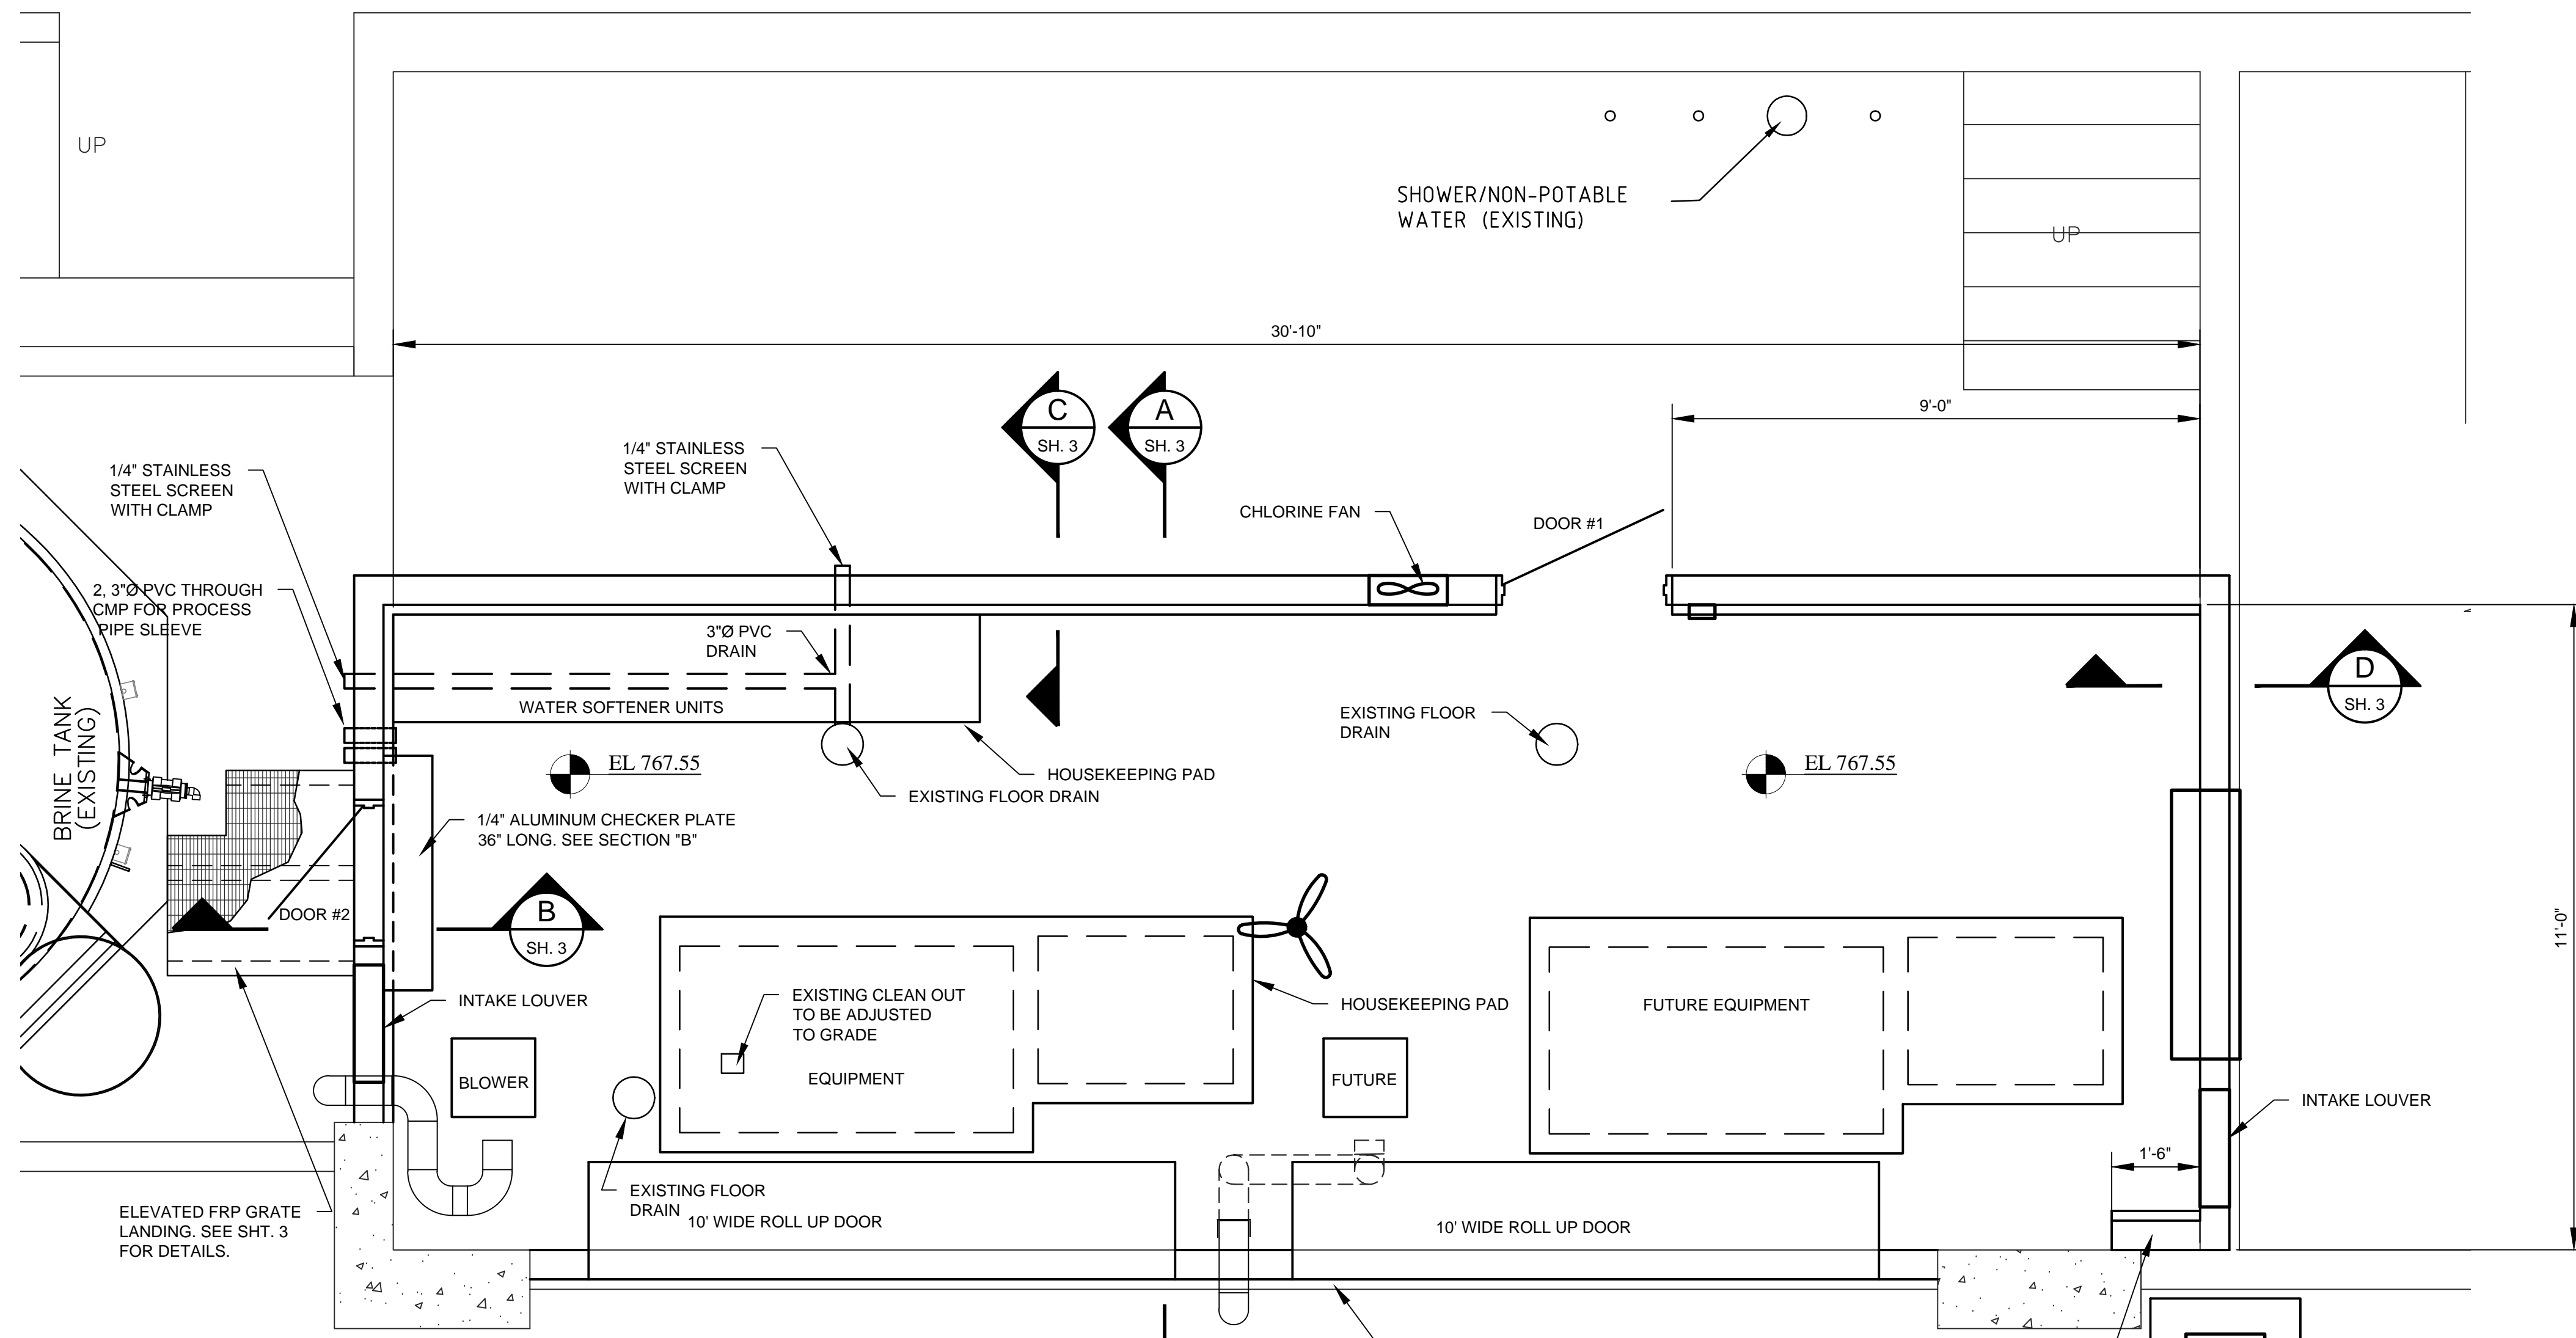 UP
SHOWER/NON-POTABLE
WATER (EXISTING)
UP
30'-10"
9'-0"
C
SH. 3
A
SH. 3
1/4" STAINLESS
STEEL SCREEN
WITH CLAMP
1/4" STAINLESS
STEEL SCREEN
WITH CLAMP
CHLORINE FAN
DOOR #1
2, 3"Ø PVC THROUGH
CMP FOR PROCESS
PIPE SLEEVE
3"Ø PVC
DRAIN
WATER SOFTENER UNITS
BRINE TANK
(EXISTING)
EXISTING FLOOR
DRAIN
D
SH. 3
EL 767.55
HOUSEKEEPING PAD
EXISTING FLOOR DRAIN
EL 767.55
1/4" ALUMINUM CHECKER PLATE
36" LONG. SEE SECTION "B"
DOOR #2
B
SH. 3
11'-0"
INTAKE LOUVER
EXISTING CLEAN OUT
TO BE ADJUSTED
TO GRADE
EQUIPMENT
HOUSEKEEPING PAD
FUTURE EQUIPMENT
BLOWER
FUTURE
INTAKE LOUVER
1'-6"
ELEVATED FRP GRATE
LANDING. SEE SHT. 3
FOR DETAILS.
EXISTING FLOOR
DRAIN
10' WIDE ROLL UP DOOR
10' WIDE ROLL UP DOOR